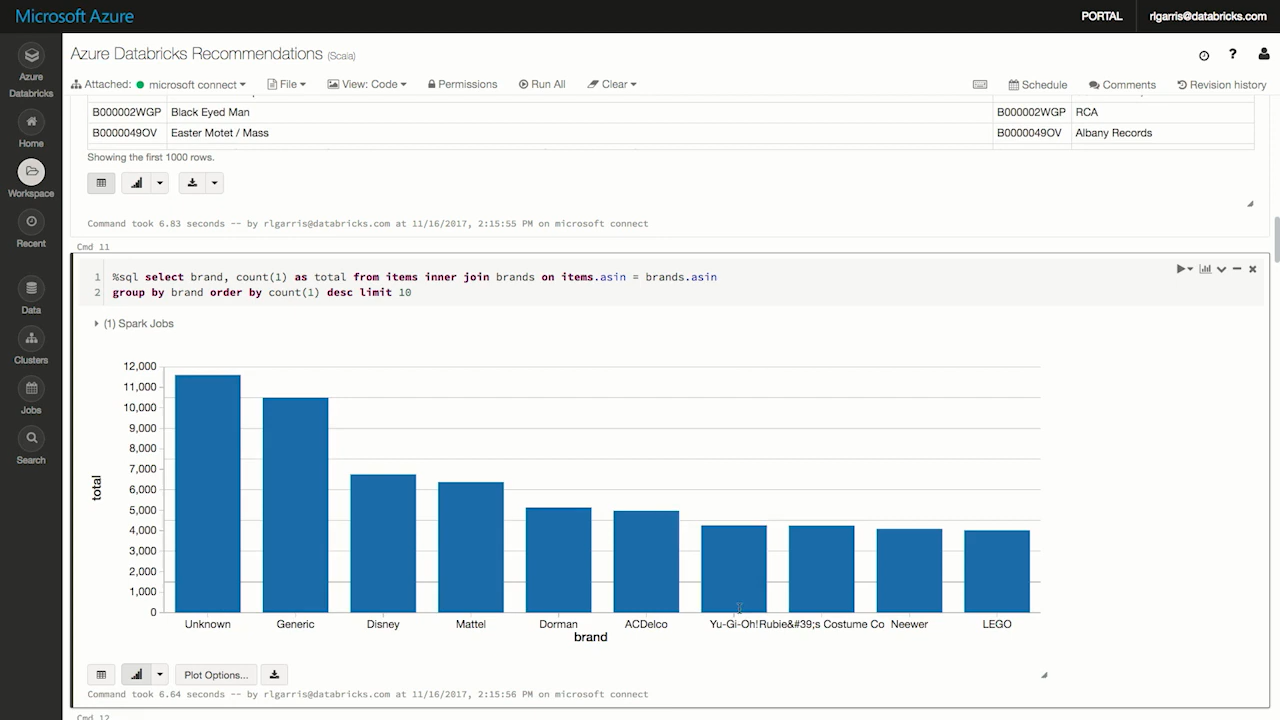 Microsoft Azure
PORTAL
rlgarris@databricks.com
Azure Databricks
Home
Workspace
Recent
Data
Clusters
Jobs
Search
Azure Databricks Recommendations (Scala)
?
Attached: microsoft connect
File
View: Code
Permissions
Run All
Clear
Schedule
Comments
Revision history
B000002WGP Black Eyed Man B000002WGP RCA
B0000049OV Easter Motet / Mass B0000049OV Albany Records
Showing the first 1000 rows.
Command took 6.83 seconds -- by rlgarris@databricks.com at 11/16/2017, 2:15:55 PM on microsoft connect
Cmd 11
1 %sql select brand, count(1) as total from items inner join brands on items.asin = brands.asin
2 group by brand order by count(1) desc limit 10
(1) Spark Jobs
12,000
11,000
10,000
9,000
8,000
7,000
6,000
5,000
4,000
3,000
2,000
1,000
0
total
Unknown Generic Disney Mattel Dorman ACDelco Yu-Gi-Oh! Rubie&#39;s Costume Co Neewer LEGO
brand
Plot Options...
Command took 6.64 seconds -- by rlgarris@databricks.com at 11/16/2017, 2:15:56 PM on microsoft connect
Cmd 12